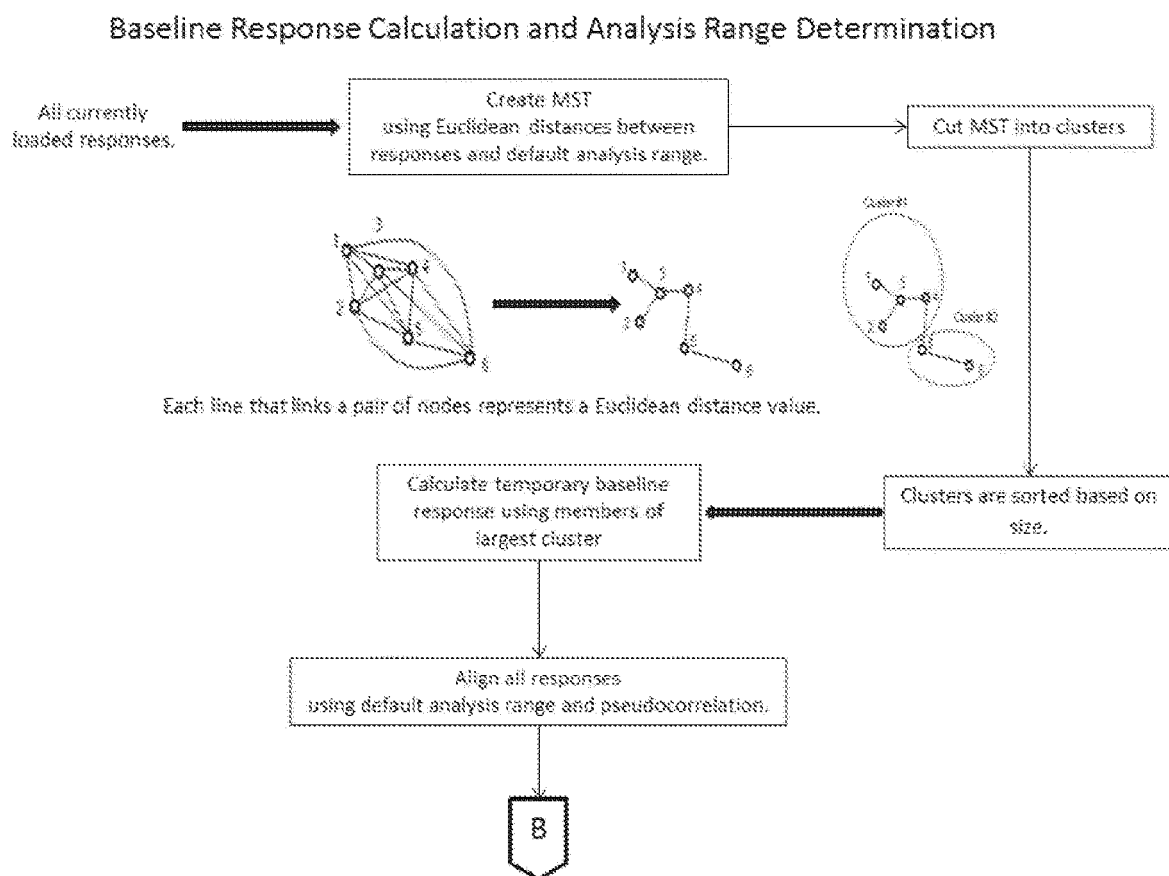 Baseline Response Calculation and Analysis Range Determination
All currently
loaded responses.
Create MST
using Euclidean distances between
responses and default analysis range.
Cut MST into clusters
Cluster#1
Cluster#2
3
4
2
6
Each line that links a pair of nodes represents a Euclidean distance value.
Calculate temporary baseline
response using members of
largest cluster
Clusters are sorted based on
size.
Align all responses
using default analysis range and pseudocorrelation.
B